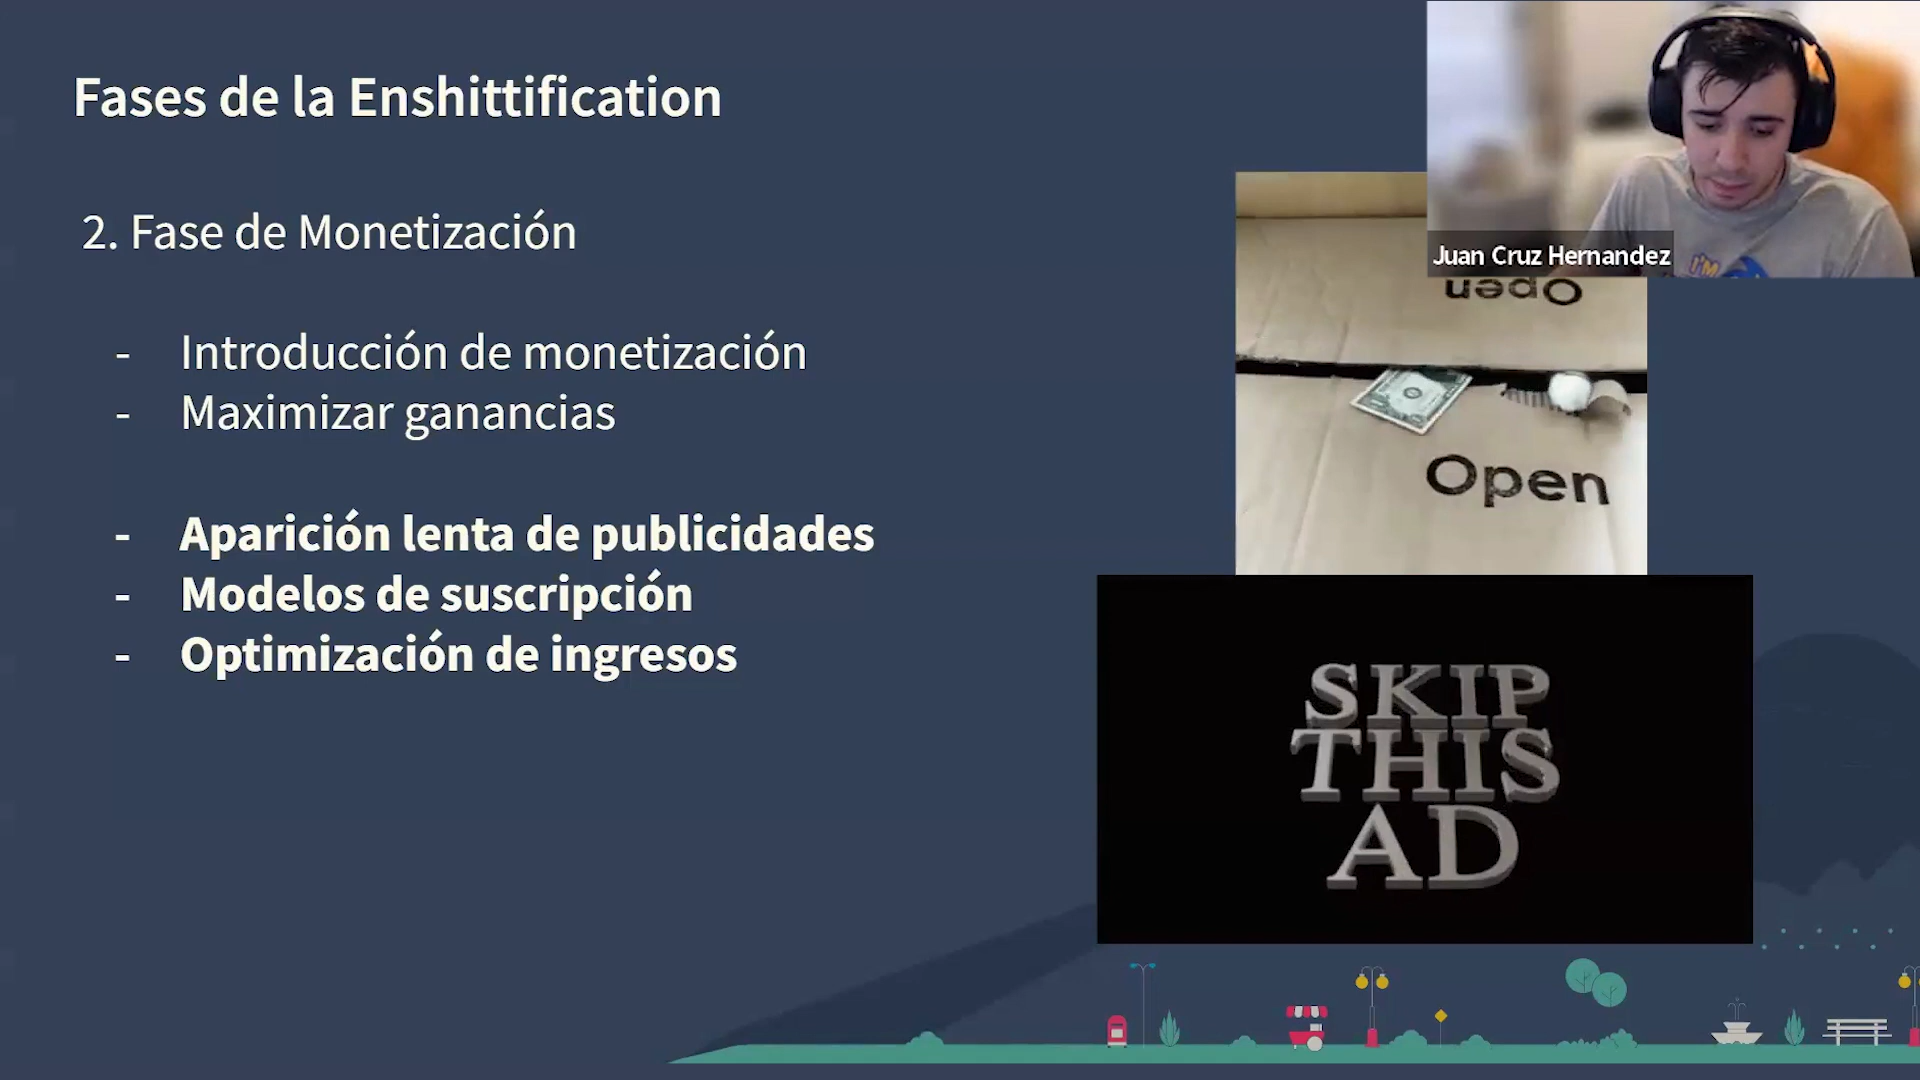 Fases de la Enshittification
2. Fase de Monetización
- Introducción de monetización
- Maximizar ganancias
- Aparición lenta de publicidades
- Modelos de suscripción
- Optimización de ingresos
Juan Cruz Hernandez
I'M
Open
Open
SKIP
THIS
AD